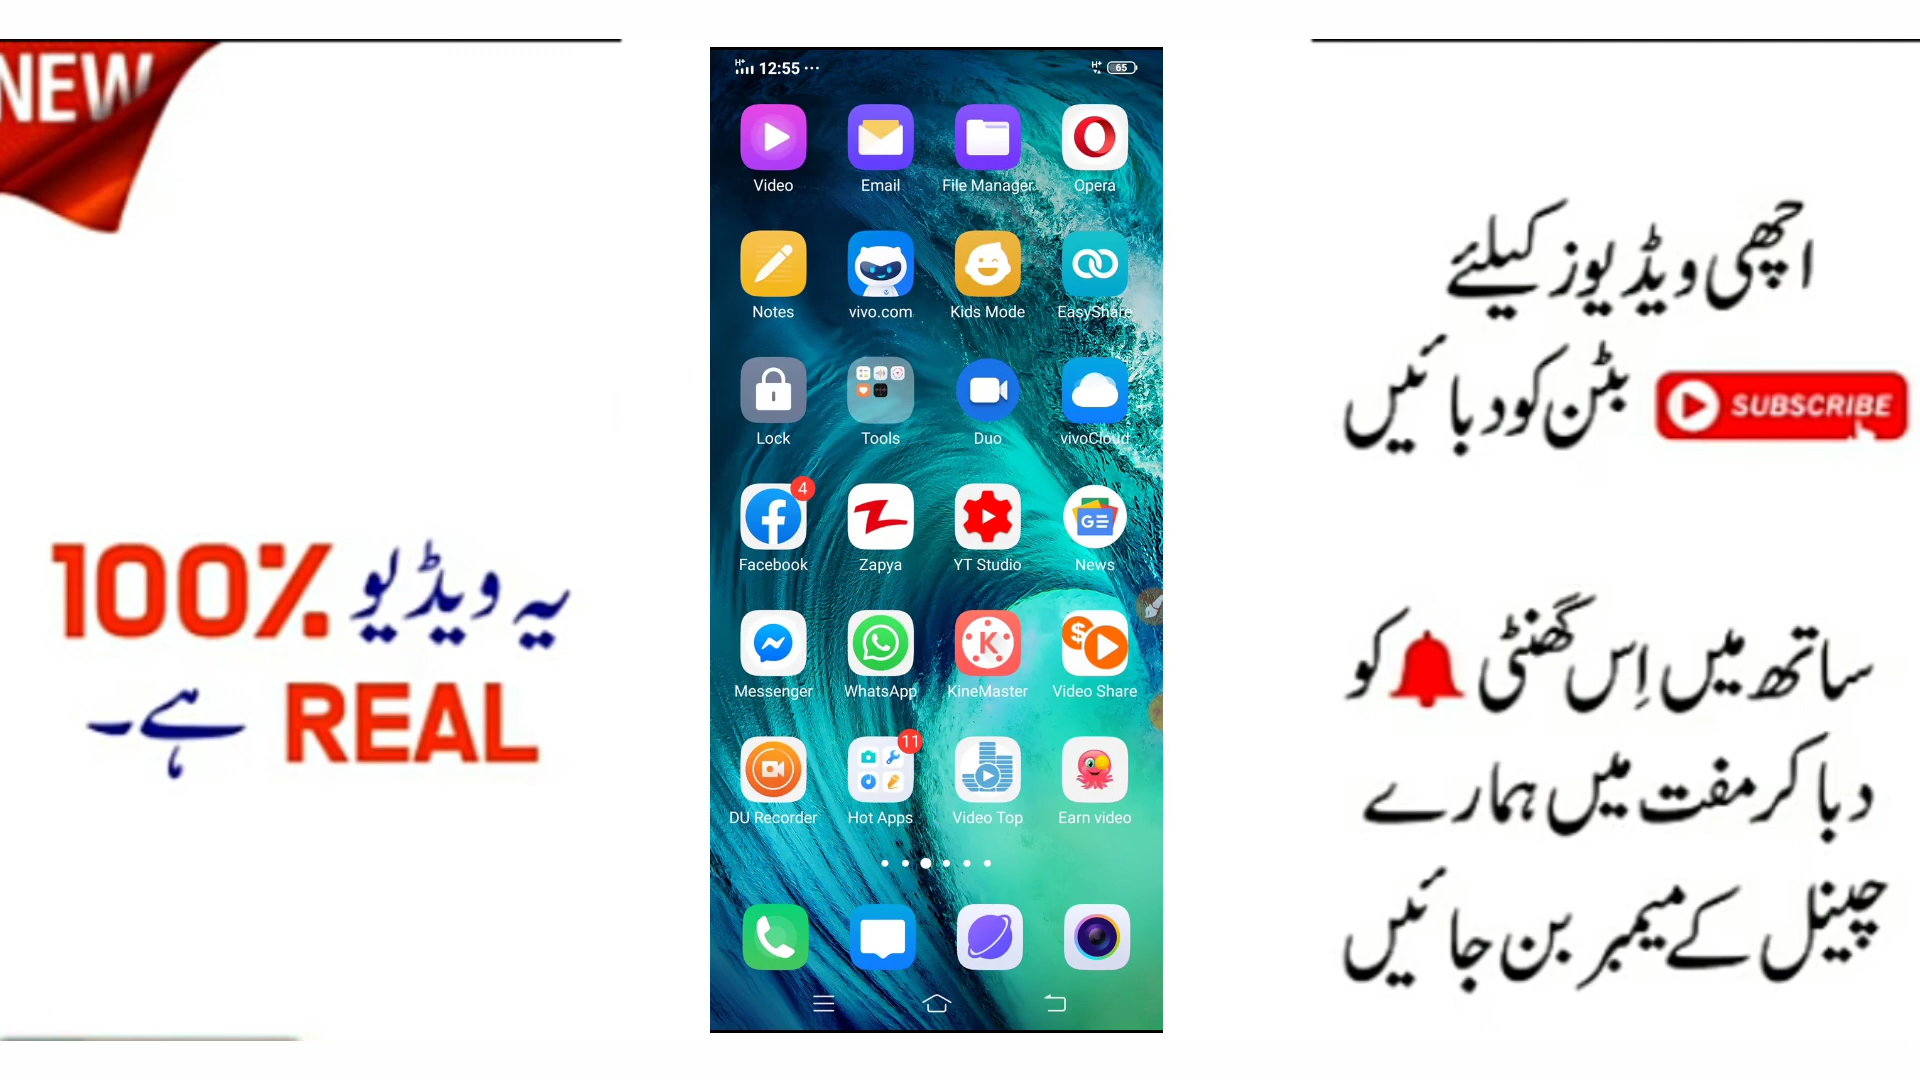 NEW
یہ ویڈیو 100%
REAL ہے۔
12:55 ...
65
Video
Email
File Manager
Opera
Notes
vivo.com
Kids Mode
EasyShare
Lock
Tools
Duo
vivoCloud
4
Facebook
Zapya
YT Studio
GE
News
Messenger
WhatsApp
K
KineMaster
$
Video Share
DU Recorder
11
Hot Apps
Video Top
Earn video
اچھی ویڈیوز کیلئے
SUBSCRIBE بٹن کو دبائیں
ساتھ میں اِس گھنٹی کو
دبا کر مفت میں ہمارے
چینل کے میمبر بن جائیں